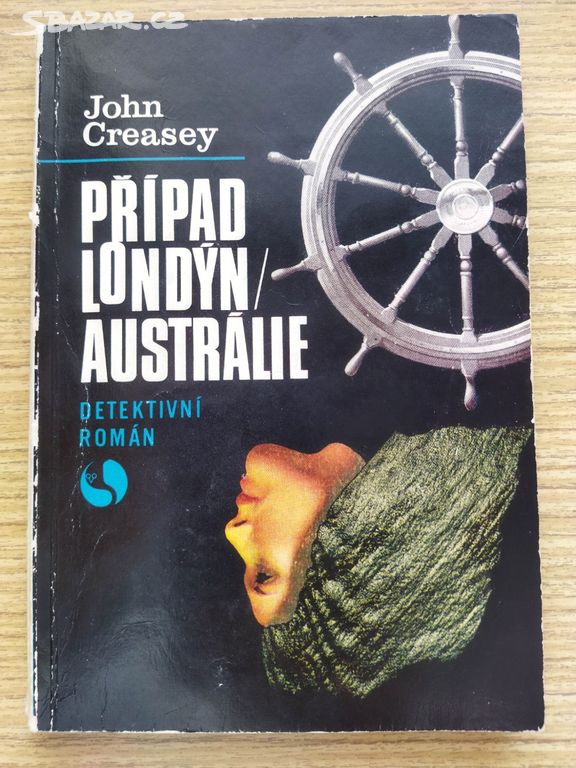 SBAZAR.CZ
John
Creasey
PŘÍPAD
LONDÝN/
AUSTRÁLIE
DETEKTIVNÍ
ROMÁN